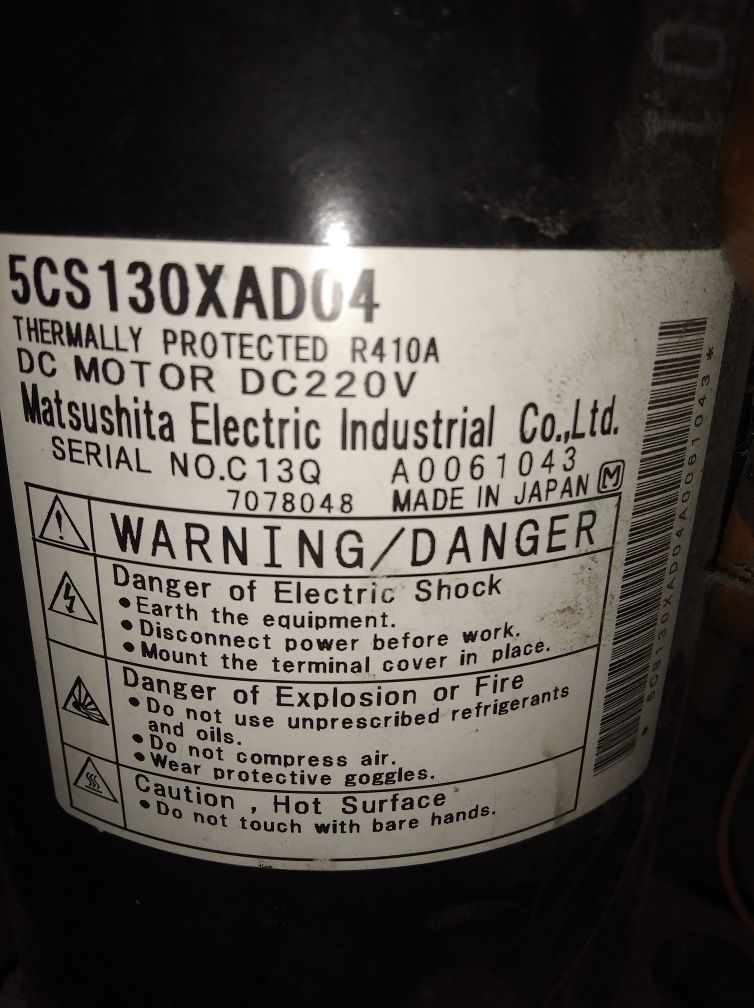 5CS130XAD04
THERMALLY PROTECTED R410A
DC MOTOR DC220V
Matsushita Electric Industrial Co.,Ltd.
SERIAL NO.C13Q A0061043
7078048 MADE IN JAPAN M
WARNING/DANGER
Danger of Electric Shock
•Earth the equipment.
•Disconnect power before work.
•Mount the terminal cover in place.
Danger of Explosion or Fire
•Do not use unprescribed refrigerants
and oils.
•Do not compress air.
•Wear protective goggles.
Caution , Hot Surface
•Do not touch with bare hands.
*5CS130XAD04A0061043*